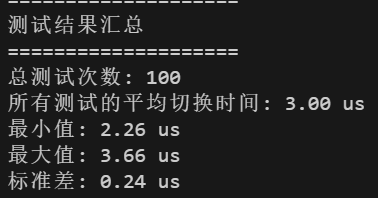 ====================
测试结果汇总
====================
总测试次数: 100
所有测试的平均切换时间: 3.00 us
最小值: 2.26 us
最大值: 3.66 us
标准差: 0.24 us